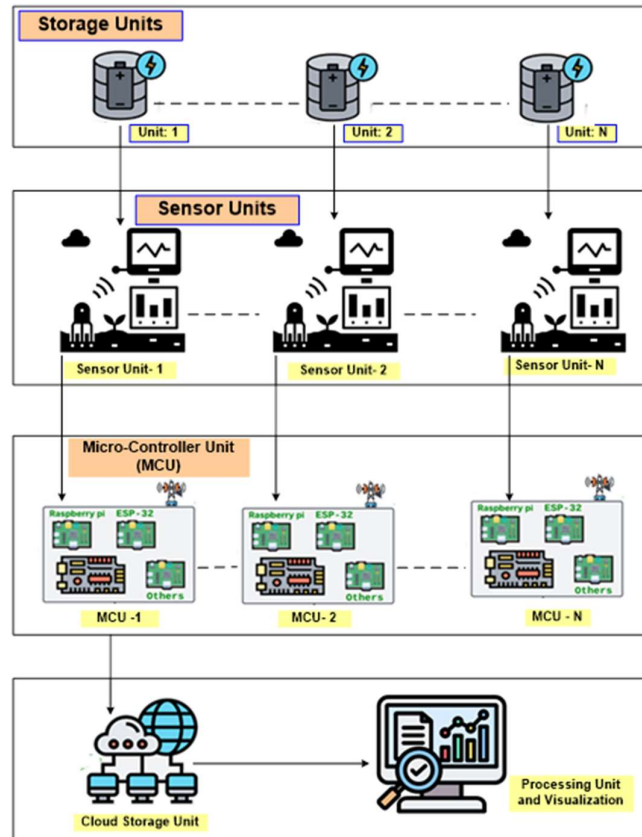 Storage Units
Unit: 1
Unit: 2
Unit: N
Sensor Units
Sensor Unit- 1
Sensor Unit- 2
Sensor Unit- N
Micro-Controller Unit
(MCU)
Raspberry pi
ESP-32
Others
MCU -1
Raspberry pi
ESP-32
Others
MCU- 2
Raspberry pi
ESP-32
Others
MCU - N
Cloud Storage Unit
Processing Unit
and Visualization